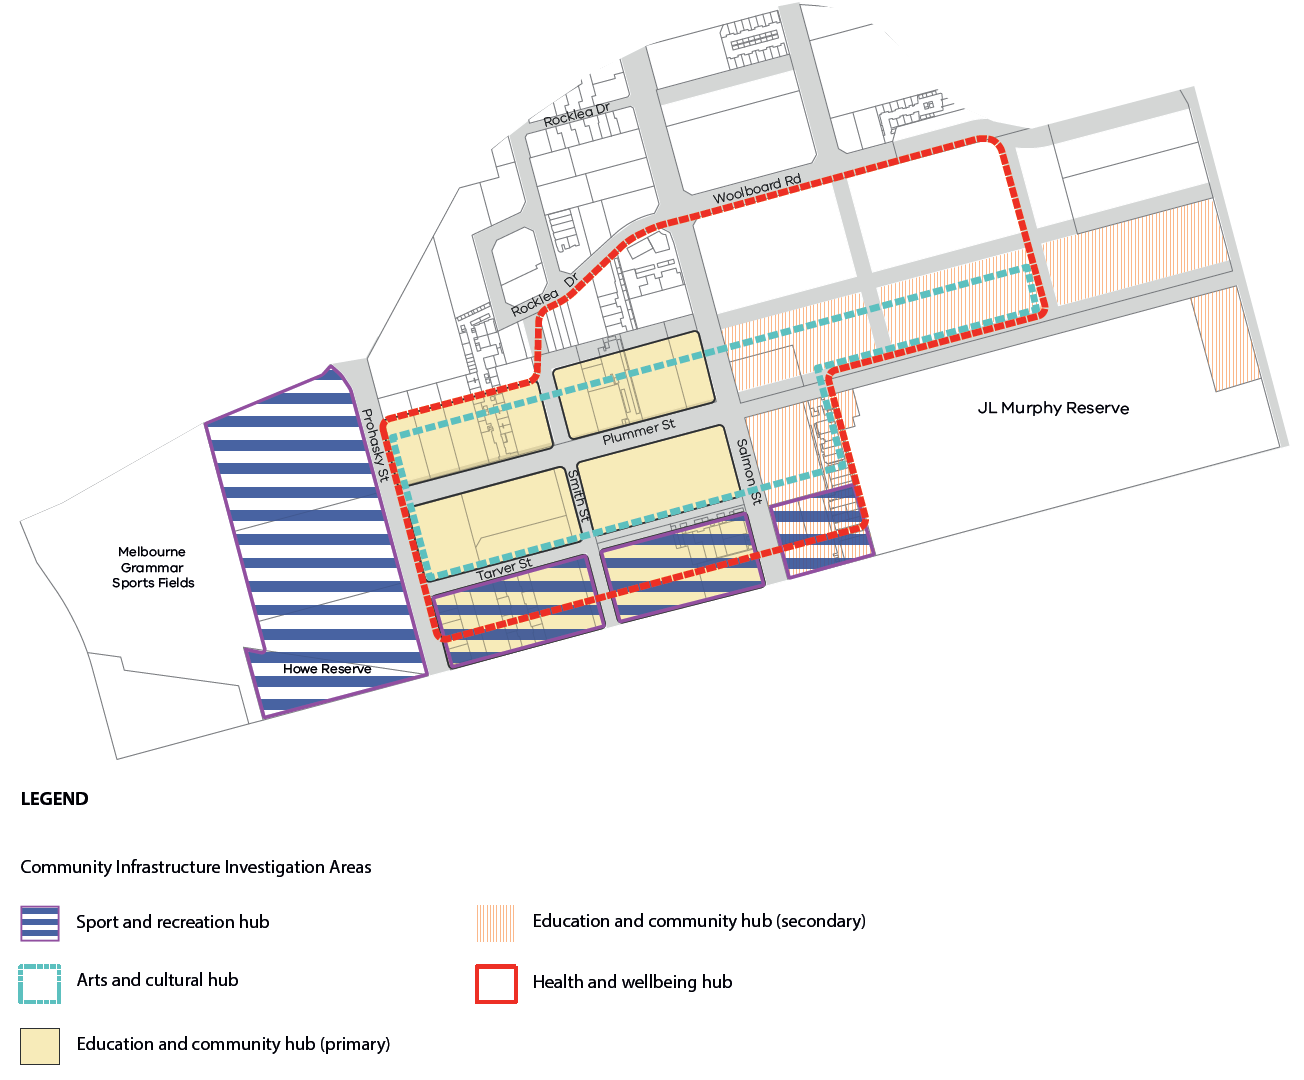 Rocklea Dr
Woolboard Rd
Rocklea Dr
Prohasky St
Plummer St
Smith St
Salmon St
JL Murphy Reserve
Melbourne
Grammar
Sports Fields
Tarver St
Howe Reserve
LEGEND
Community Infrastructure Investigation Areas
Sport and recreation hub
Education and community hub (secondary)
Arts and cultural hub
Health and wellbeing hub
Education and community hub (primary)